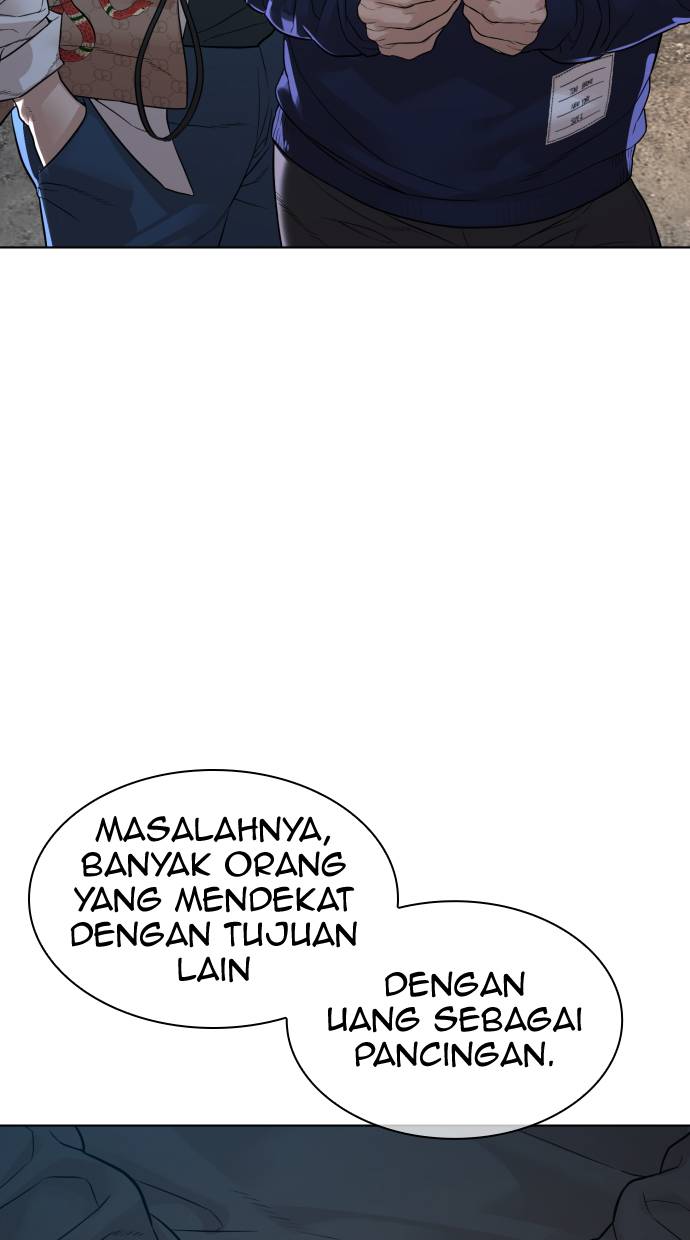 MASALAHNYA,
BANYAK ORANG
YANG MENDEKAT
DENGAN TUJUAN
LAIN
DENGAN
UANG SEBAGAI
PANCINGAN.